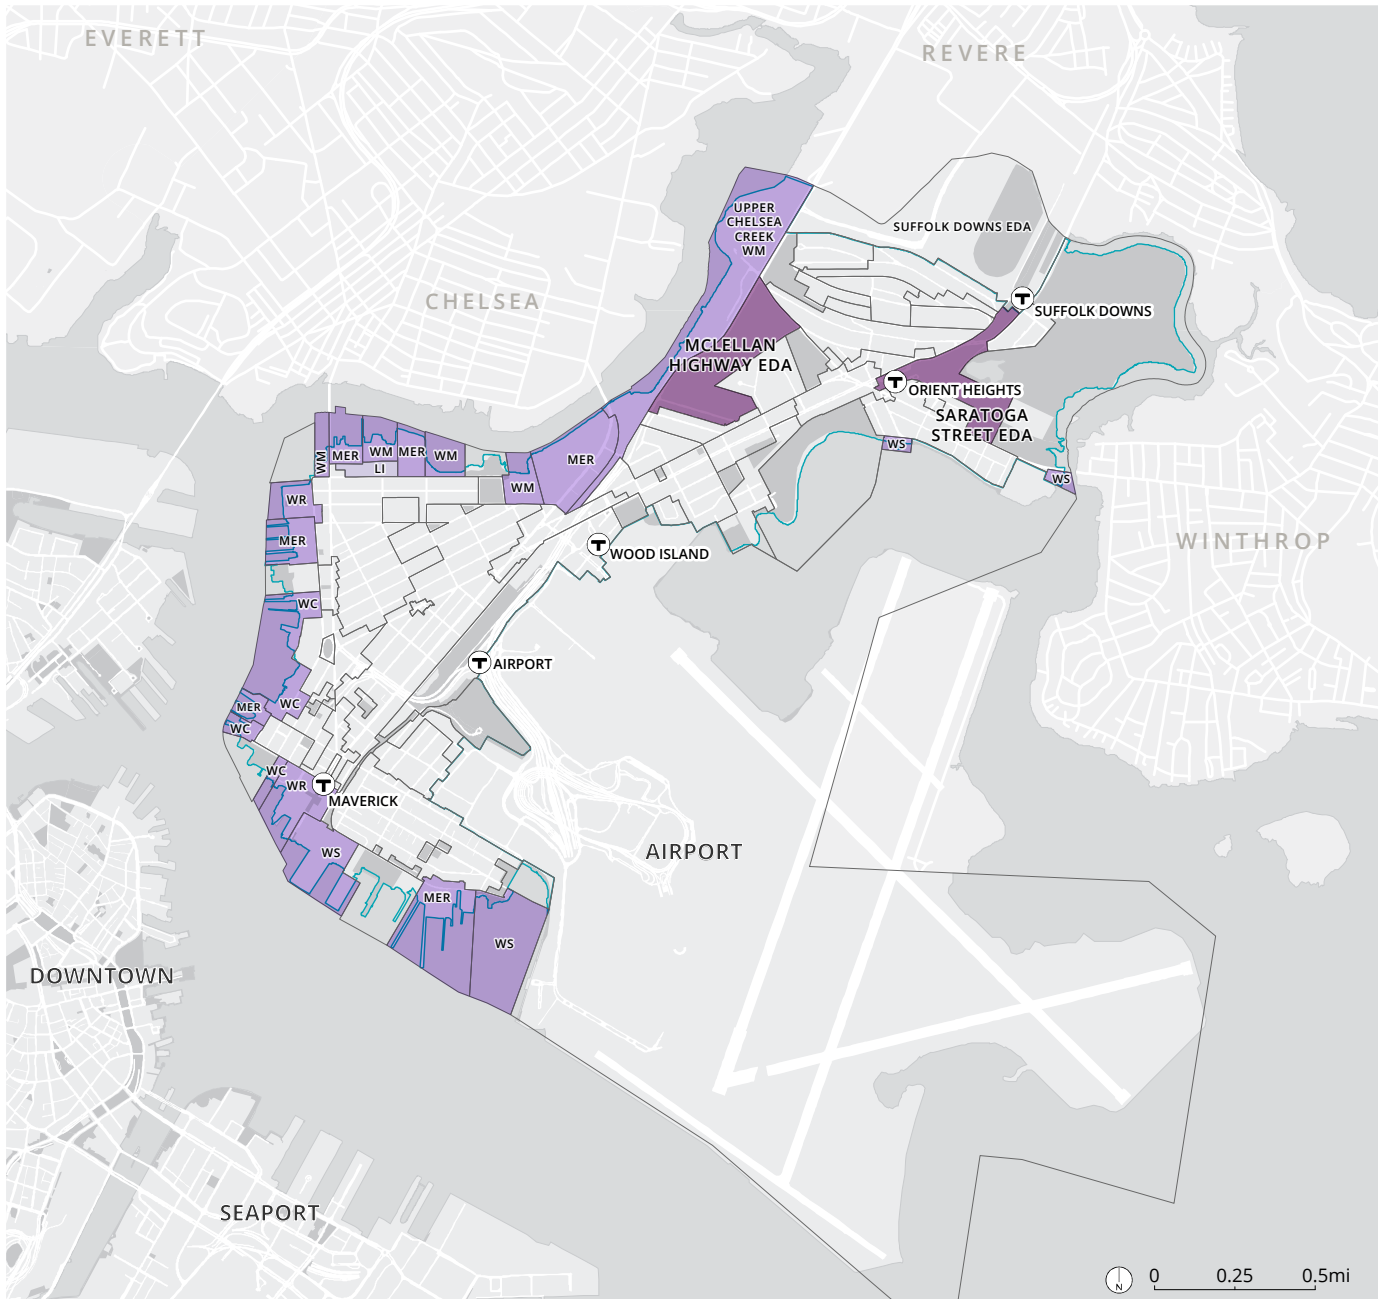 EVERETT
REVERE
UPPER
CHELSEA
CREEK
WM
SUFFOLK DOWNS EDA
CHELSEA
T
SUFFOLK DOWNS
MCLELLAN
HIGHWAY EDA
T
ORIENT HEIGHTS
SARATOGA
STREET EDA
WS
WS
WM
MER
WM
MER
WM
LI
MER
WM
WR
MER
T
WOOD ISLAND
WINTHROP
WC
T
AIRPORT
MER
WC
WC
WC
WR
T
MAVERICK
WS
AIRPORT
MER
WS
DOWNTOWN
SEAPORT
N
0 0.25 0.5mi